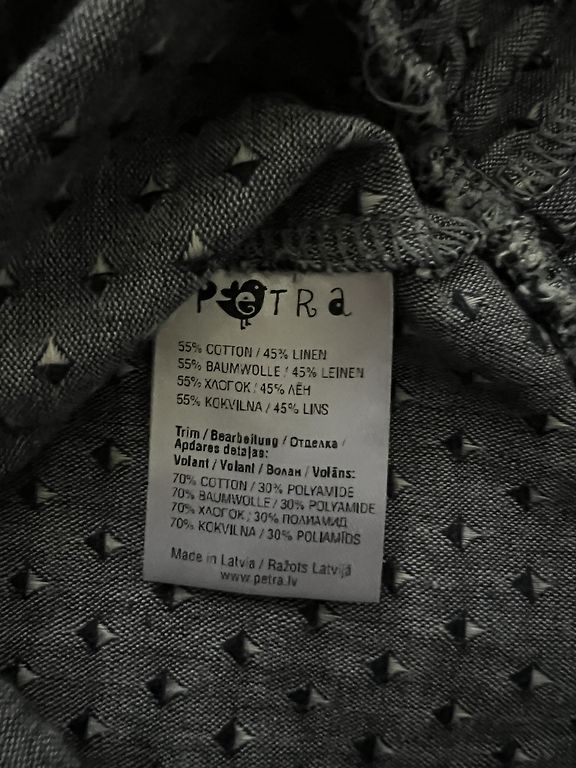 PeTRa
55% COTTON / 45% LINEN
55% BAUMWOLLE / 45% LEINEN
55% ХЛОПОК / 45% ЛЁН
55% KOKVILNA / 45% LINS
Trim / Bearbeitung / Отделка /
Apdares detaļas:
Volant / Volant / Волан / Volāns:
70% COTTON / 30% POLYAMIDE
70% BAUMWOLLE / 30% POLYAMIDE
70% ХЛОПОК / 30% ПОЛИАМИД
70% KOKVILNA / 30% POLIAMĪDS
Made in Latvia / Ražots Latvijā
www.petra.lv